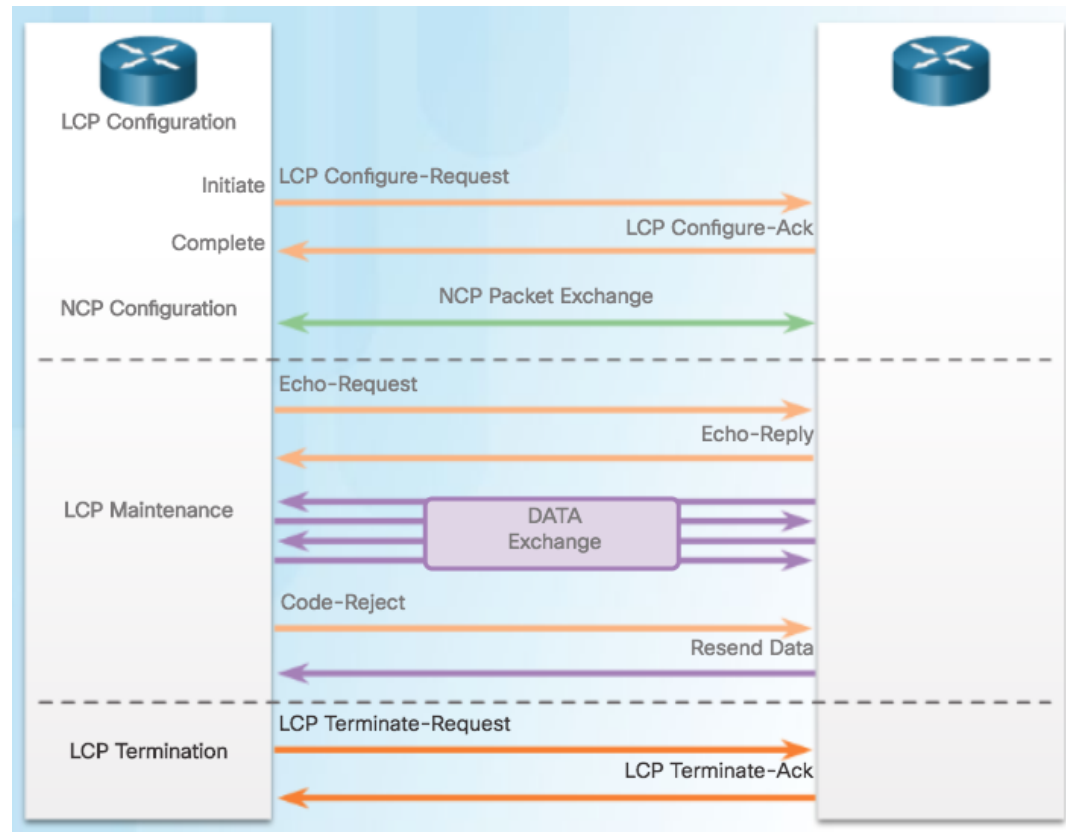 LCP Configuration
Initiate
LCP Configure-Request
LCP Configure-Ack
Complete
NCP Packet Exchange
NCP Configuration
Echo-Request
Echo-Reply
LCP Maintenance
DATA
Exchange
Code-Reject
Resend Data
LCP Terminate-Request
LCP Termination
LCP Terminate-Ack